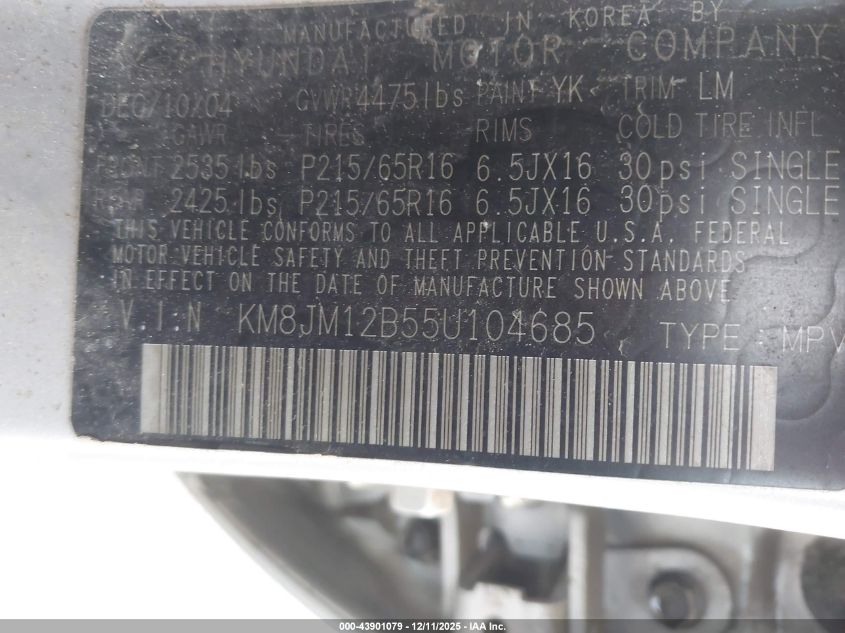 MANUFACTURED IN KOREA BY
HYUNDAI MOTOR COMPANY
DEC/10/04 GVWR 4475lbs PAINT YK TRIM LM
GAWR TIRES RIMS COLD TIRE INFL
FRONT 2535lbs P215/65R16 6.5JX16 30psi SINGLE
REAR 2425lbs P215/65R16 6.5JX16 30psi SINGLE
THIS VEHICLE CONFORMS TO ALL APPLICABLE U.S.A. FEDERAL
MOTOR VEHICLE SAFETY AND THEFT PREVENTION STANDARDS
IN EFFECT ON THE DATE OF MANUFACTURE SHOWN ABOVE
VIN KM8JM12B55U104685 TYPE : MPV
000-43901079 • 12/11/2025 • IAA Inc.